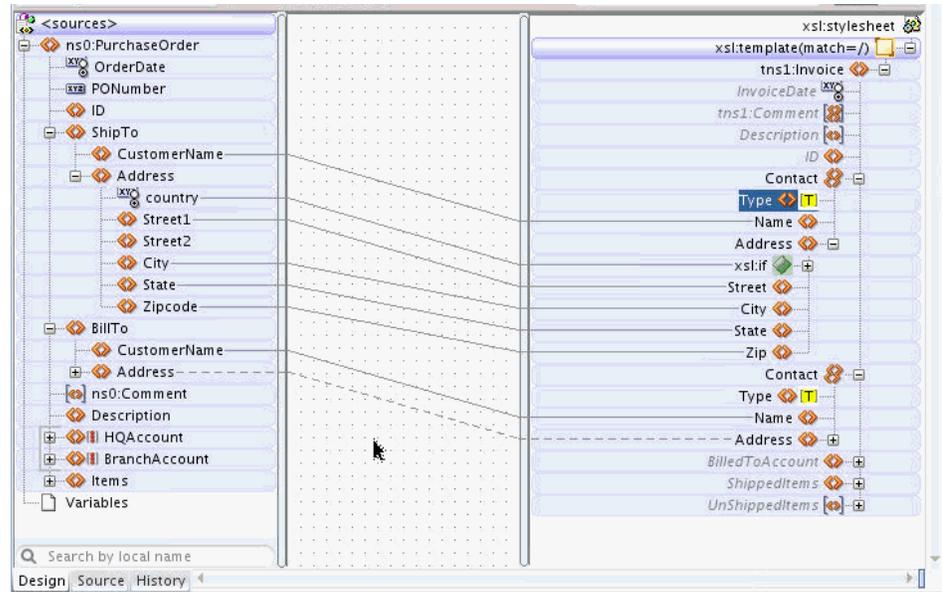 <sources>
ns0:PurchaseOrder
OrderDate
PONumber
ID
ShipTo
CustomerName
Address
country
Street1
Street2
City
State
Zipcode
BillTo
CustomerName
Address
ns0:Comment
Description
HQAccount
BranchAccount
Items
Variables
Search by local name
xsl:stylesheet
xsl:template(match=/)
tns1:Invoice
InvoiceDate
tns1:Comment
Description
ID
Contact
Type [T]
Name
Address
xsl:if
Street
City
State
Zip
Contact
Type [T]
Name
Address
BilledToAccount
ShippedItems
UnShippedItems
Design Source History